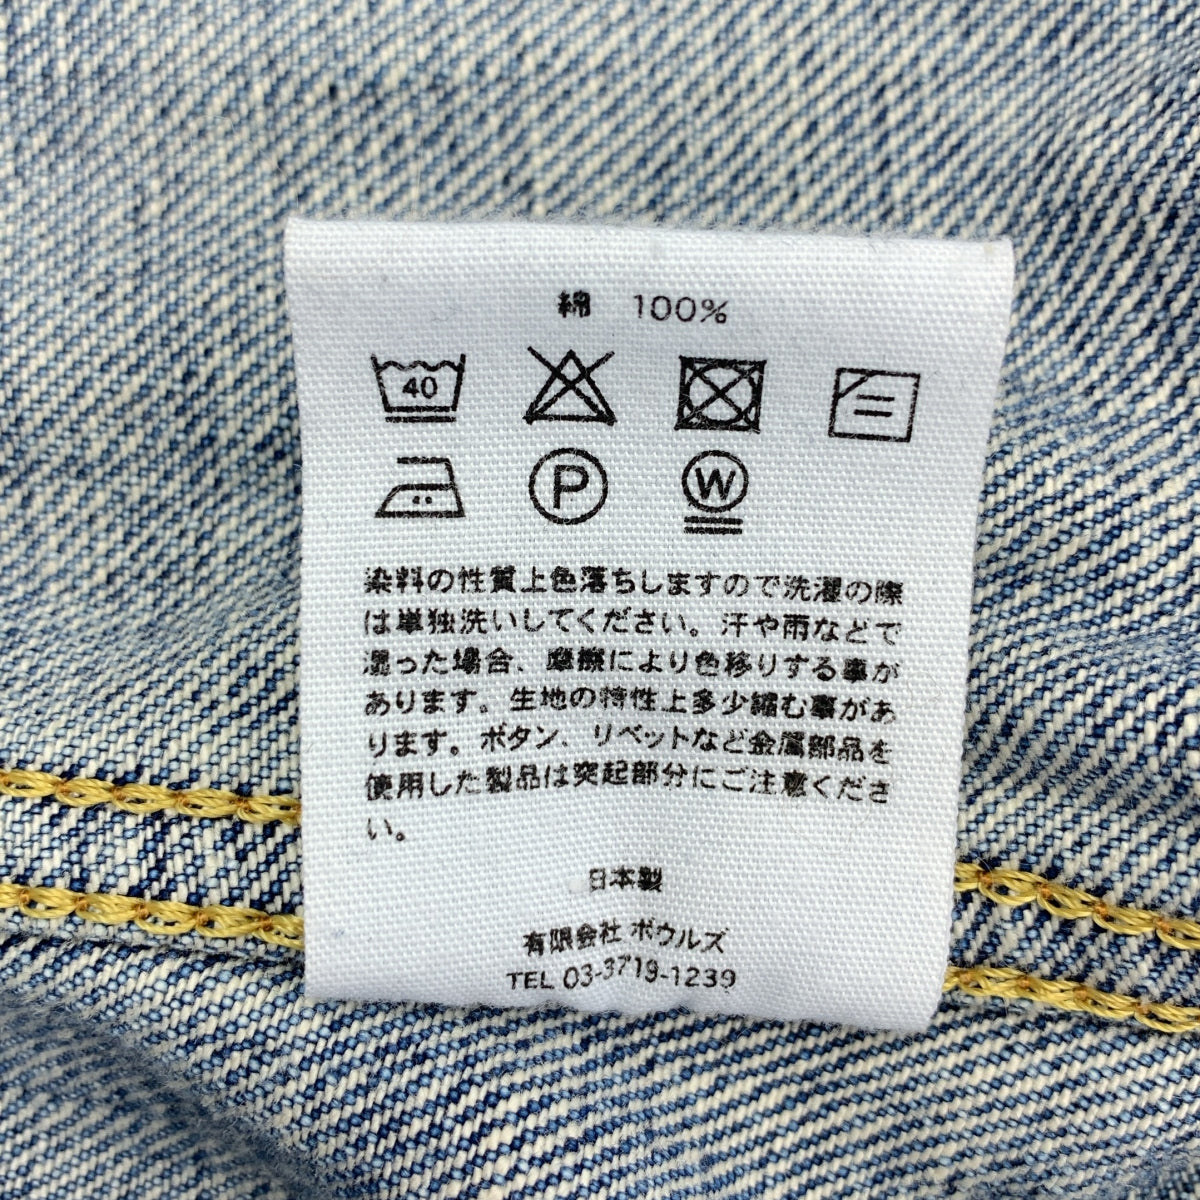 綿 100%
40
P
W
染料の性質上色落ちしますので洗濯の際
は単独洗いしてください。汗や雨などで
湿った場合、摩擦により色移りする事が
あります。生地の特性上多少縮む事があ
ります。ボタン、リベットなど金属部品を
使用した製品は突起部分にご注意くださ
い。
日本製
有限会社 ボウルズ
TEL 03-3719-1239